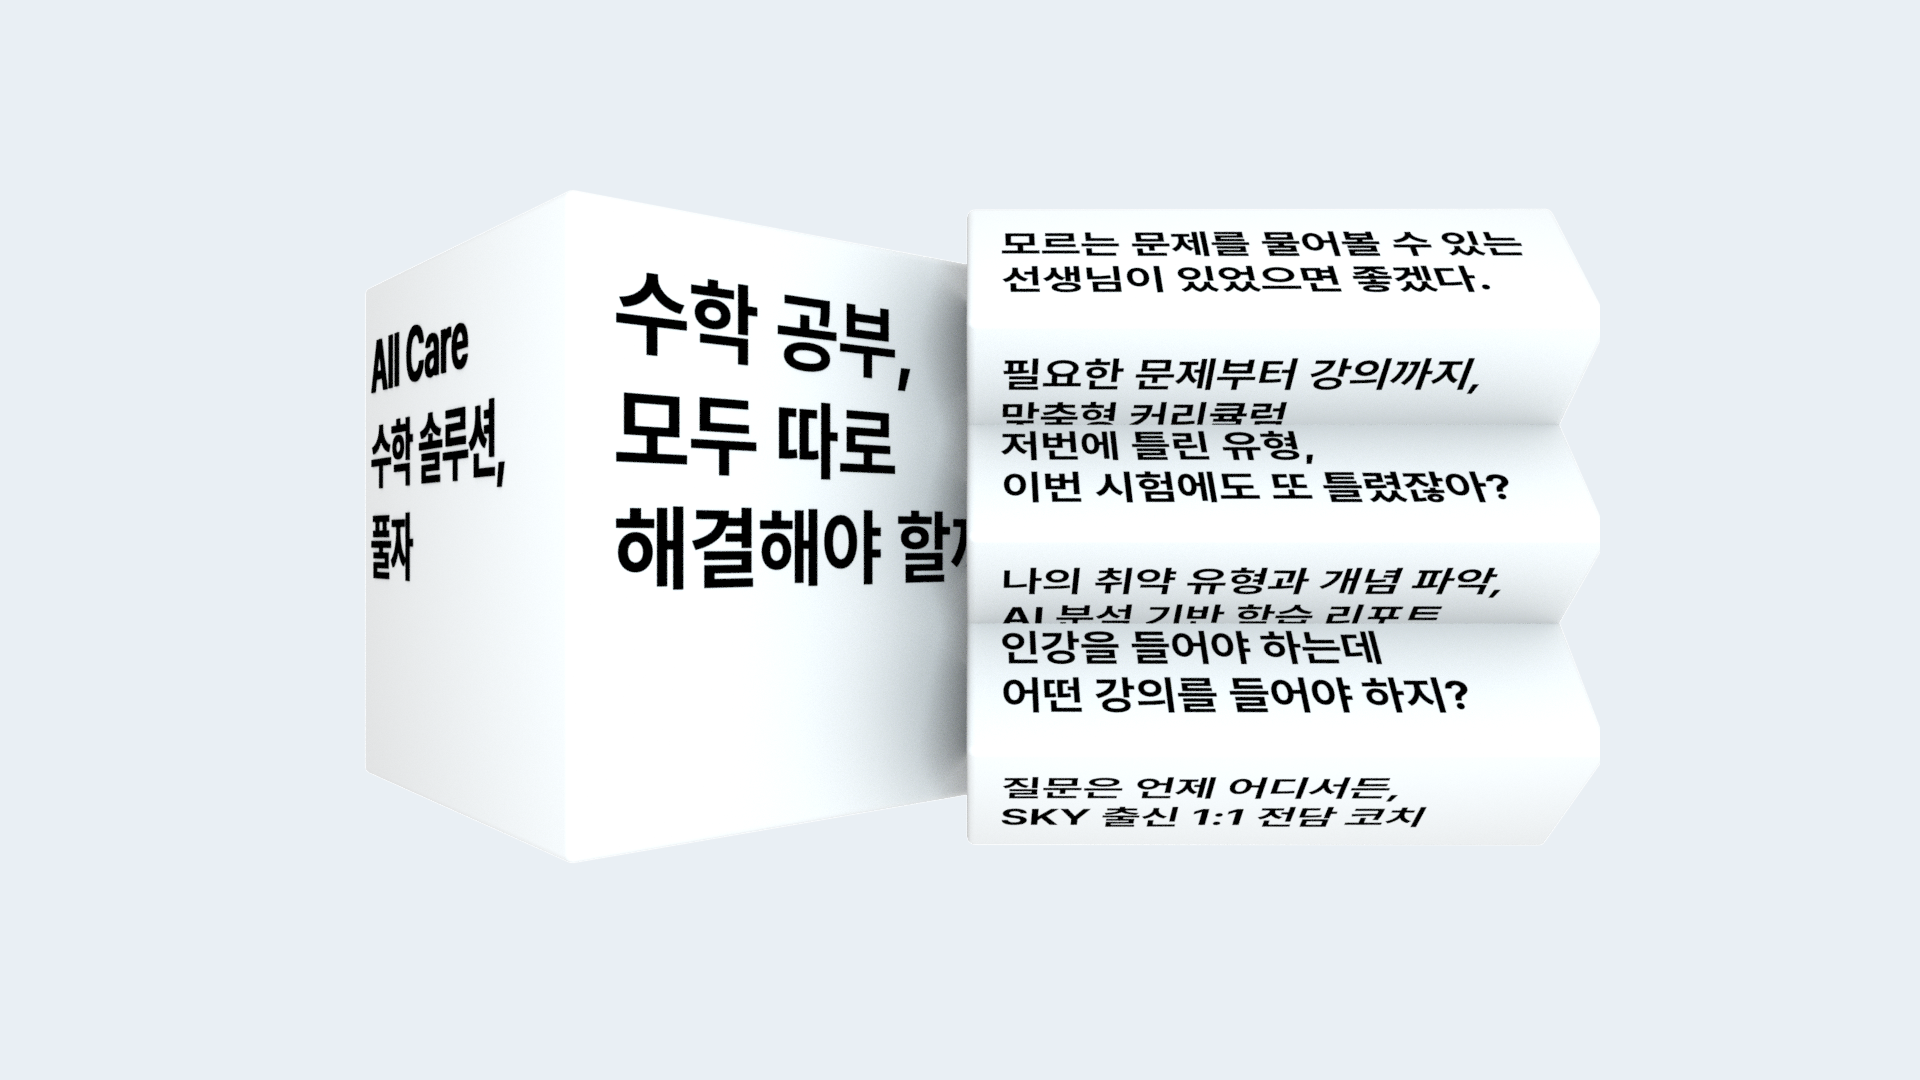 All Care
수학 솔루션,
풀자
수학 공부,
모두 따로
해결해야 할
모르는 문제를 물어볼 수 있는
선생님이 있었으면 좋겠다.
필요한 문제부터 강의까지,
맞춤형 커리큘럼
저번에 틀린 유형,
이번 시험에도 또 틀렸잖아?
나의 취약 유형과 개념 파악,
AI 분석 기반 학습 리포트
인강을 들어야 하는데
어떤 강의를 들어야 하지?
질문은 언제 어디서든,
SKY 출신 1:1 전담 코치